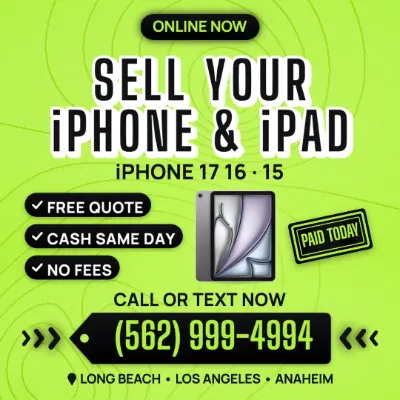 ONLINE NOW
SELL YOUR
iPHONE & iPAD
iPHONE 17 16 · 15
FREE QUOTE
CASH SAME DAY
NO FEES
PAID TODAY
CALL OR TEXT NOW
(562) 999-4994
LONG BEACH • LOS ANGELES • ANAHEIM